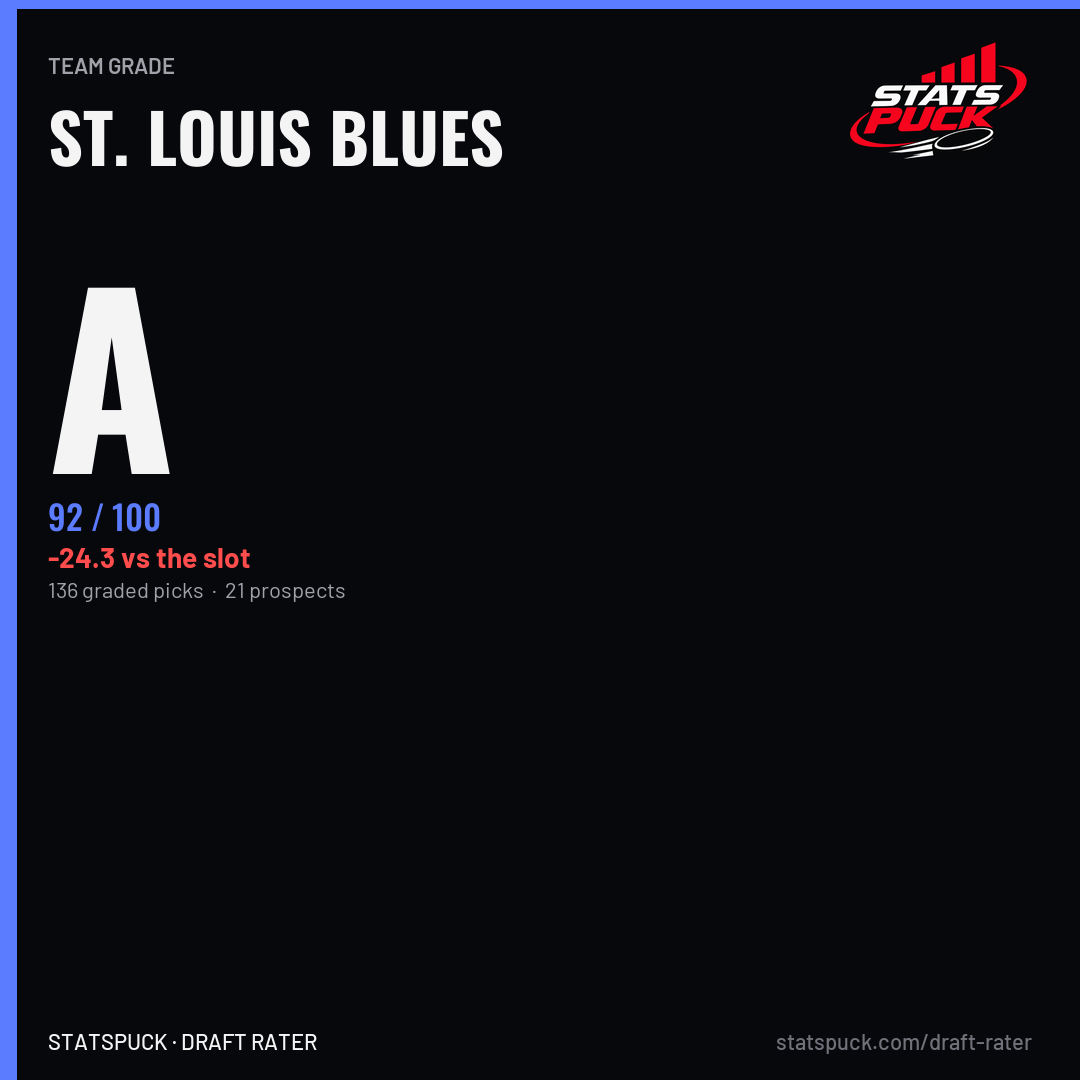 TEAM GRADE
ST. LOUIS BLUES
STATS
PUCK
A
92 / 100
-24.3 vs the slot
136 graded picks · 21 prospects
STATSPUCK · DRAFT RATER
statspuck.com/draft-rater